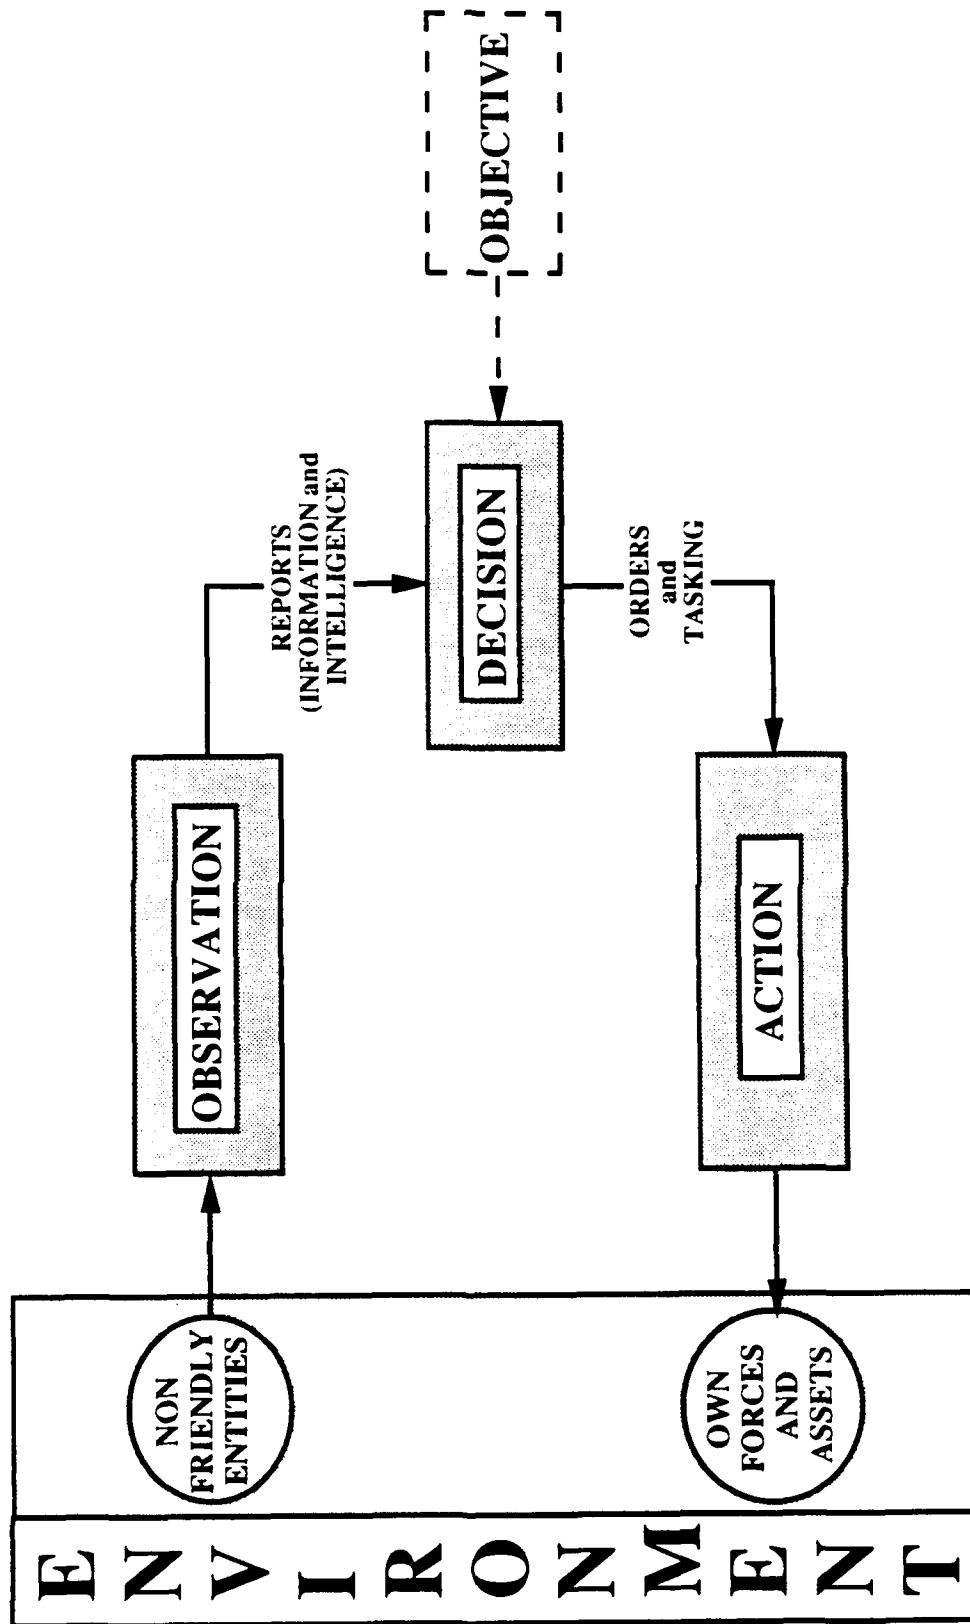 ENVIRONMENT
NON
FRIENDLY
ENTITIES
OBSERVATION
REPORTS
(INFORMATION and
INTELLIGENCE)
DECISION
OBJECTIVE
ORDERS
and
TASKING
ACTION
OWN
FORCES
AND
ASSETS